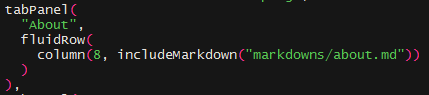 tabPanel(
"About",
fluidRow(
column(8, includeMarkdown("markdowns/about.md"))
)
),